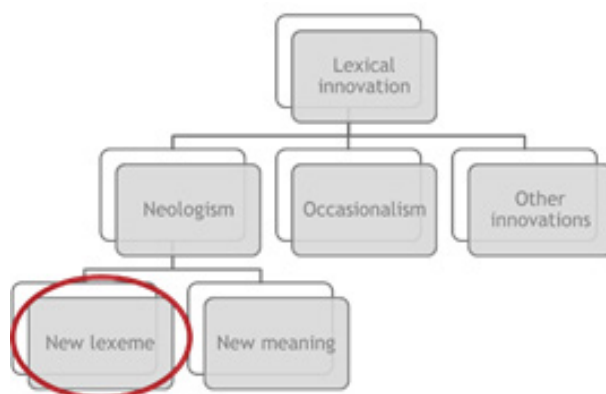 Lexical
innovation
Neologism
Occasionalism
Other
innovations
New lexeme
New meaning